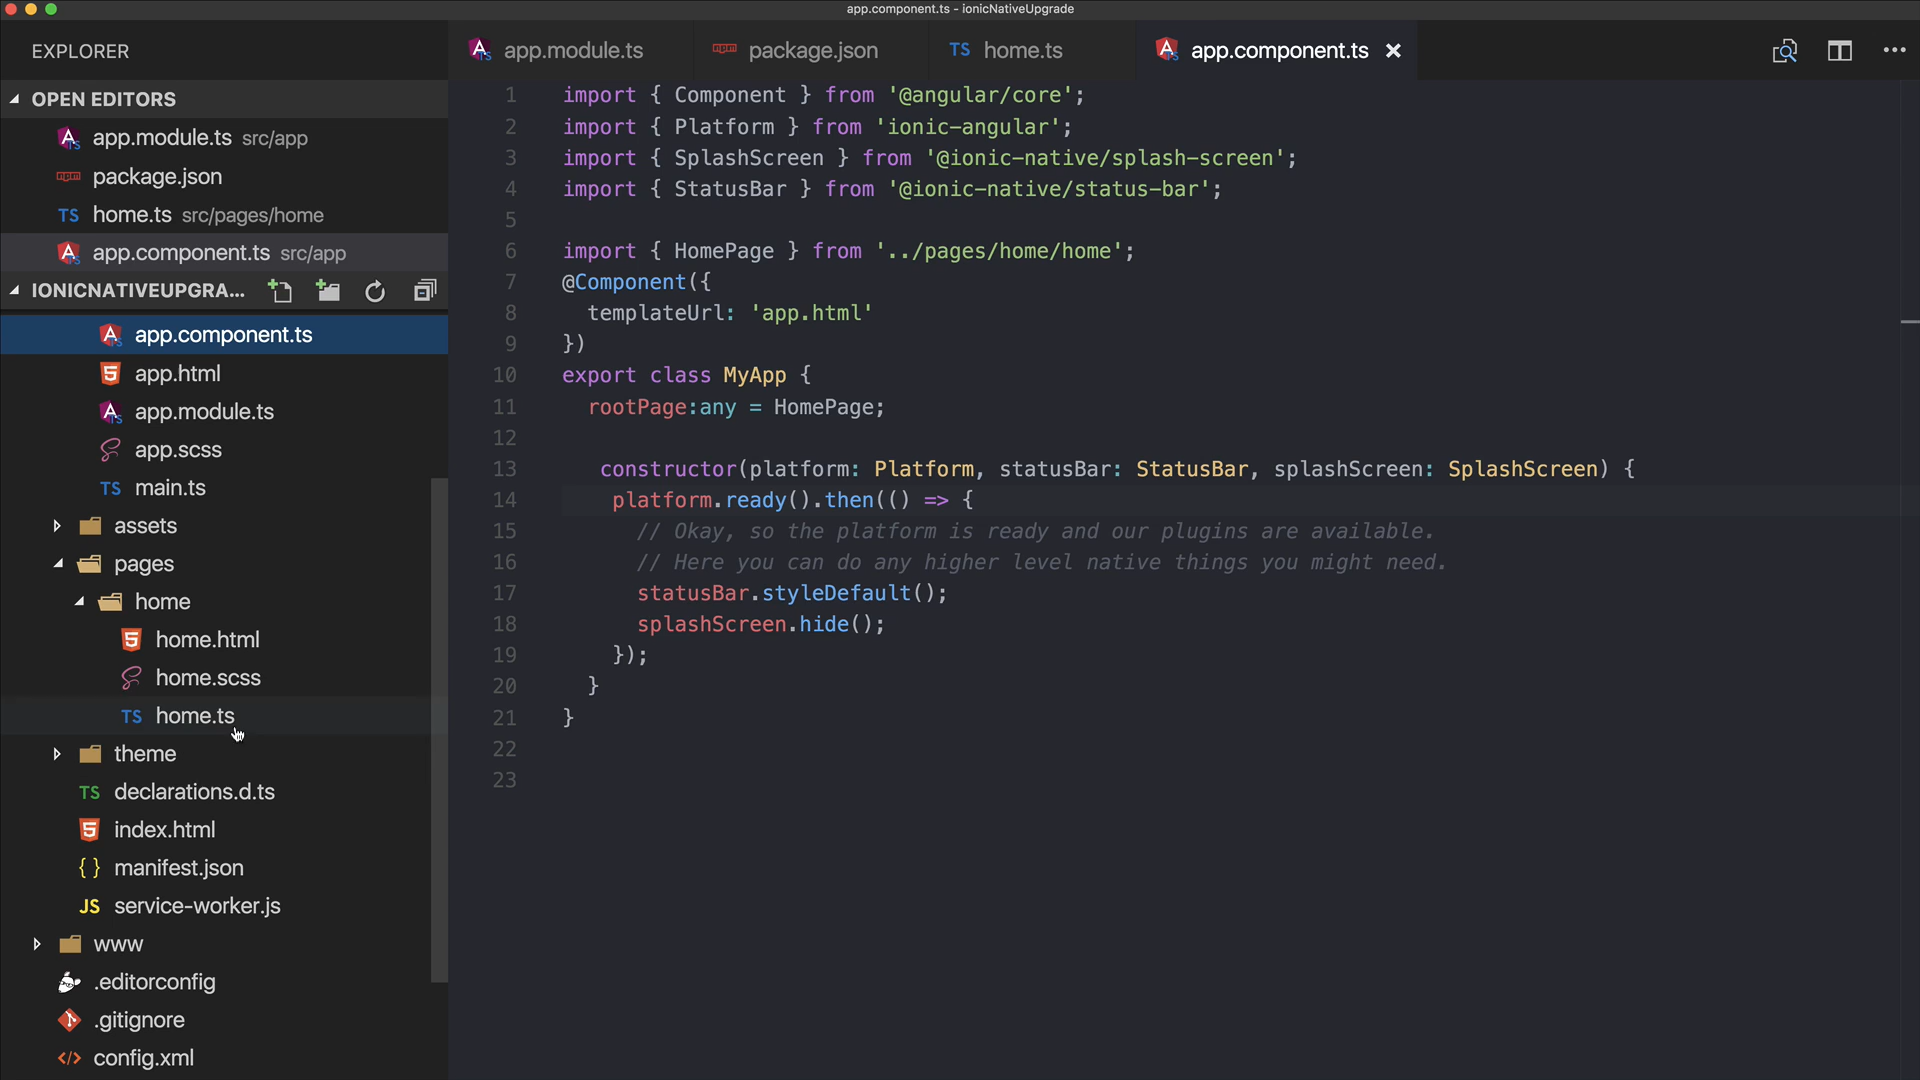 app.component.ts - ionicNativeUpgrade
EXPLORER
OPEN EDITORS
app.module.ts src/app
package.json
TS home.ts src/pages/home
app.component.ts src/app
IONICNATIVEUPGRA...
app.component.ts
app.html
app.module.ts
app.scss
TS main.ts
assets
pages
home
home.html
home.scss
TS home.ts
theme
TS declarations.d.ts
index.html
{ } manifest.json
JS service-worker.js
www
.editorconfig
.gitignore
</> config.xml
app.module.ts package.json TS home.ts app.component.ts
1 import { Component } from '@angular/core';
2 import { Platform } from 'ionic-angular';
3 import { SplashScreen } from '@ionic-native/splash-screen';
4 import { StatusBar } from '@ionic-native/status-bar';
5
6 import { HomePage } from '../pages/home/home';
7 @Component({
8   templateUrl: 'app.html'
9 })
10 export class MyApp {
11   rootPage:any = HomePage;
12
13    constructor(platform: Platform, statusBar: StatusBar, splashScreen: SplashScreen) {
14     platform.ready().then(() => {
15       // Okay, so the platform is ready and our plugins are available.
16       // Here you can do any higher level native things you might need.
17       statusBar.styleDefault();
18       splashScreen.hide();
19     });
20   }
21 }
22
23